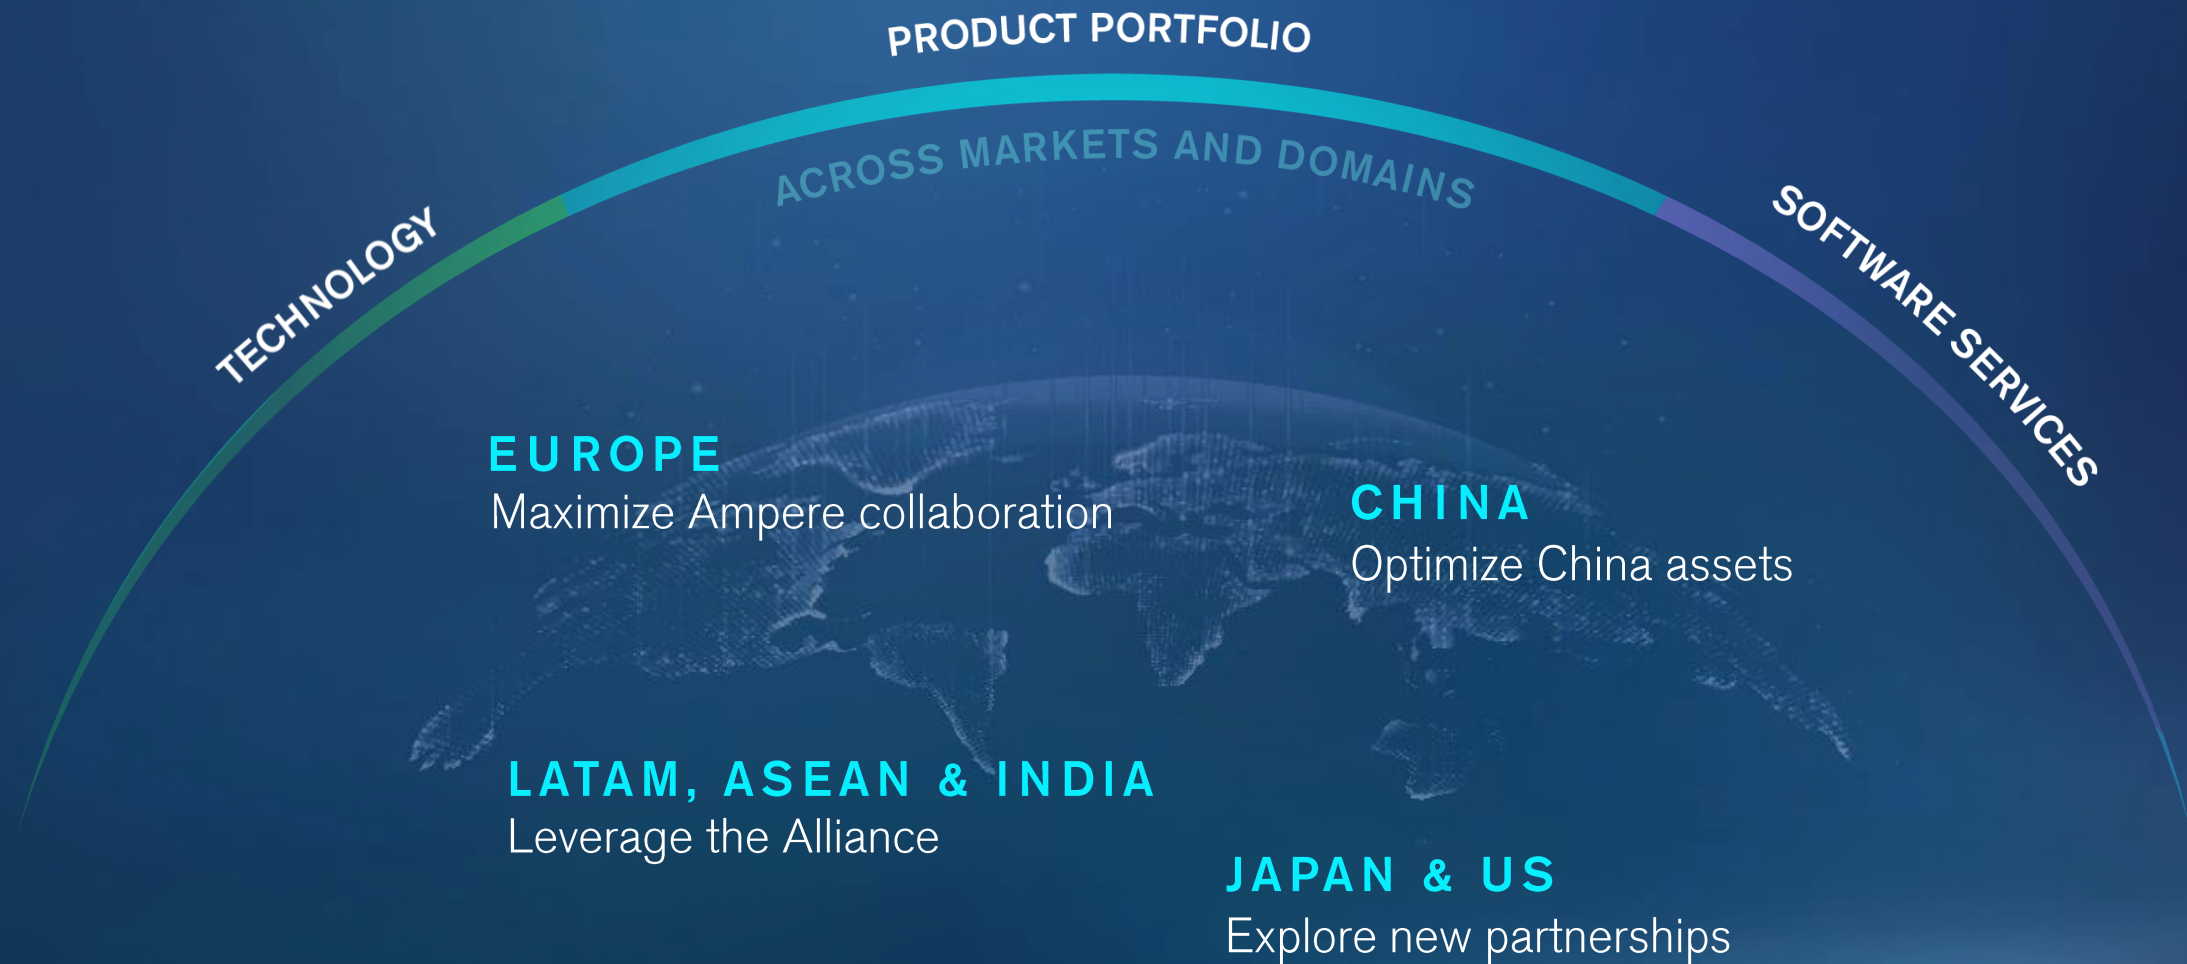 PRODUCT PORTFOLIO
ACROSS MARKETS AND DOMAINS
TECHNOLOGY
SOFTWARE SERVICES
EUROPE
Maximize Ampere collaboration
CHINA
Optimize China assets
LATAM, ASEAN & INDIA
Leverage the Alliance
JAPAN & US
Explore new partnerships